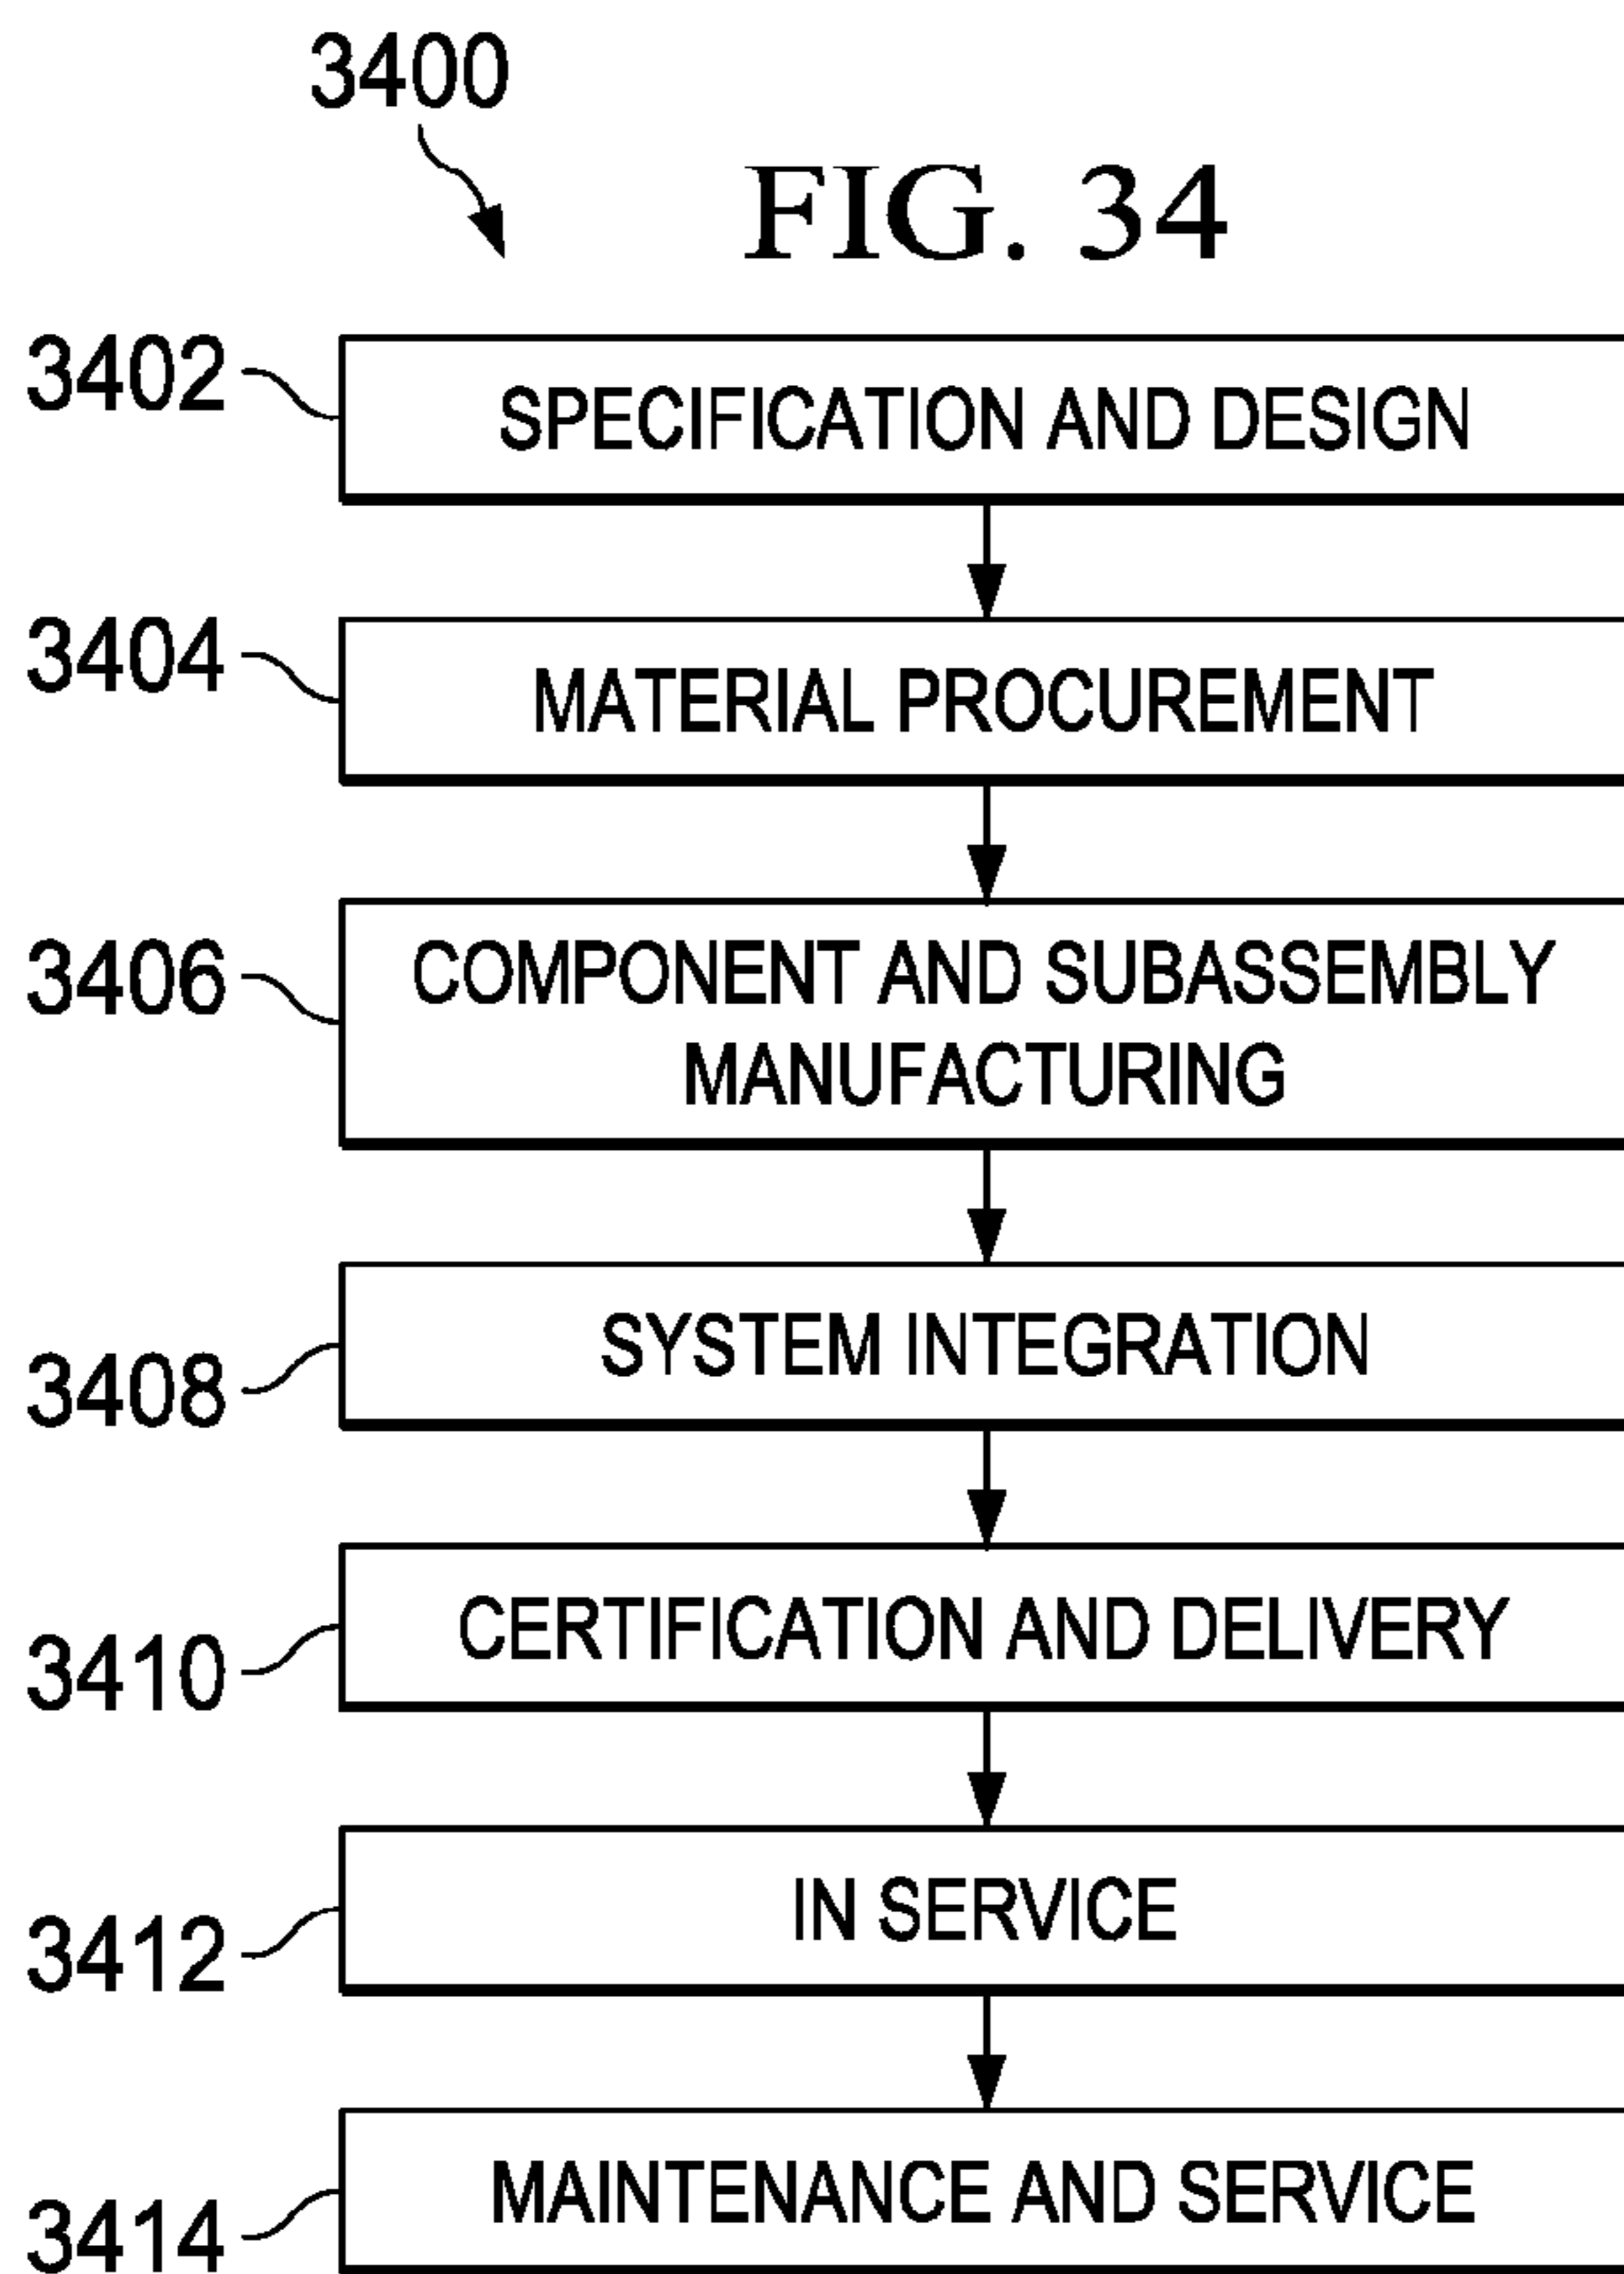 3400
FIG. 34
3402
SPECIFICATION AND DESIGN
3404
MATERIAL PROCUREMENT
3406
COMPONENT AND SUBASSEMBLY
MANUFACTURING
3408
SYSTEM INTEGRATION
3410
CERTIFICATION AND DELIVERY
3412
IN SERVICE
3414
MAINTENANCE AND SERVICE